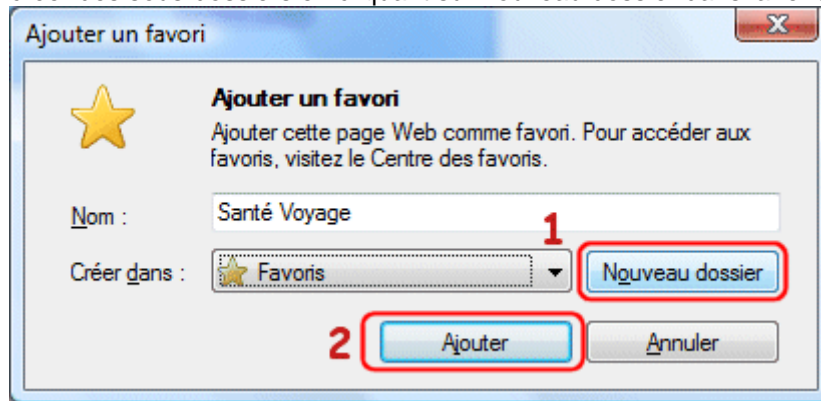 Ajouter un favori
Ajouter un favori
Ajouter cette page Web comme favori. Pour accéder aux
favoris, visitez le Centre des favoris.
Nom :
Santé Voyage
1
Créer dans :
Favoris
Nouveau dossier
2
Ajouter
Annuler